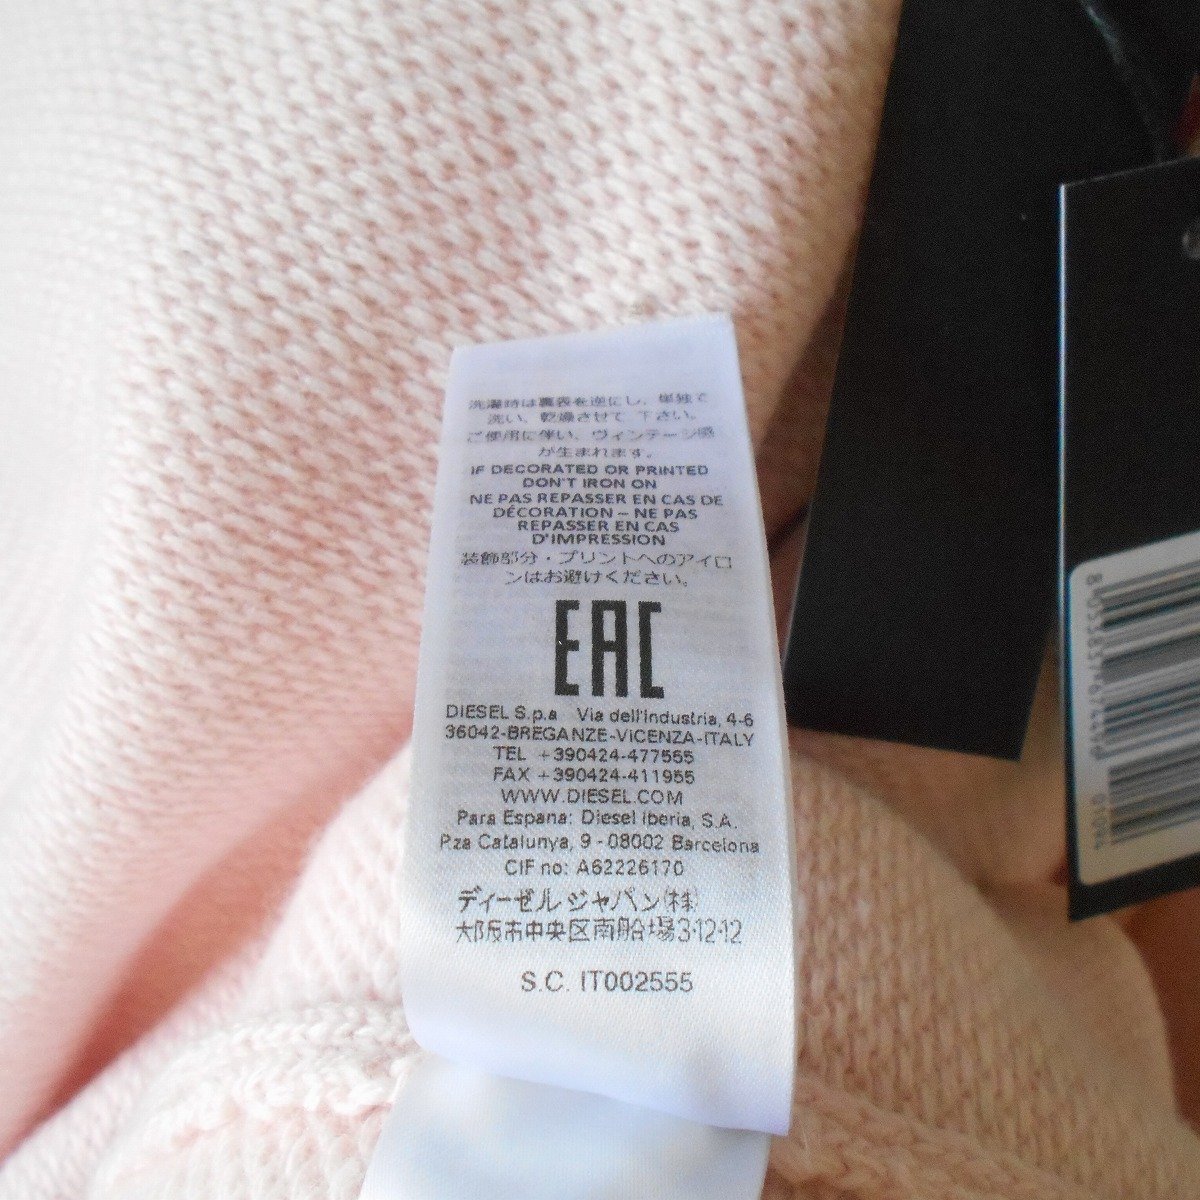 洗濯時は裏表を逆にし、単独で
洗い、乾燥させて 下さい。
ご使用に伴い、ヴィンテージ感
が生まれます。
IF DECORATED OR PRINTED
DON'T IRON ON
NE PAS REPASSER EN CAS DE
DÉCORATION – NE PAS
REPASSER EN CAS
D'IMPRESSION
装飾部分・プリントへのアイロ
ンはお避けください。
EAC
DIESEL S.p.a Via dell'Industria, 4-6
36042-BREGANZE-VICENZA-ITALY
TEL +390424-477555
FAX +390424-411955
WWW.DIESEL.COM
Para Espana: Diesel Iberia, S.A.
P.za Catalunya, 9 - 08002 Barcelona
CIF no: A62226170
ディーゼル ジャパン(株)
大阪市中央区南船場3-12-12
S.C. IT002555